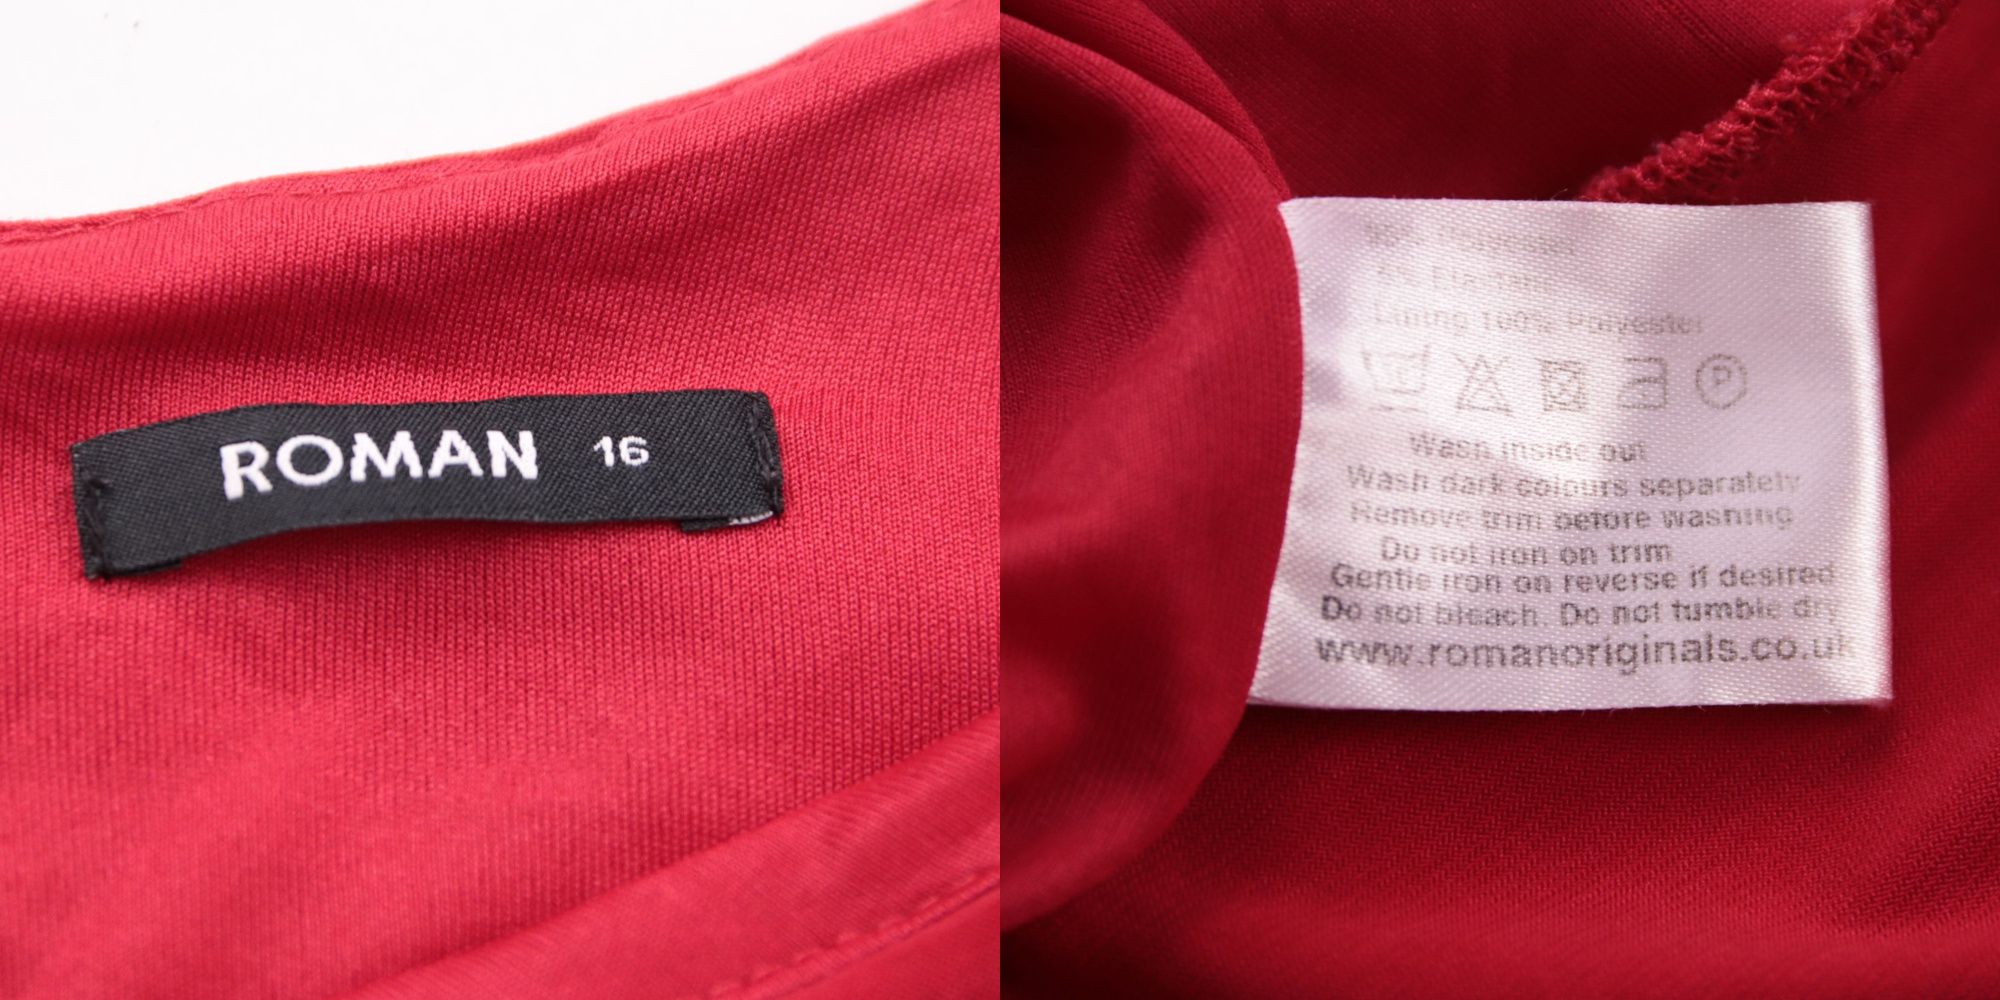 ROMAN 16
Polyester
Lining 100% Polyester
P
Wash inside out
Wash dark colours separately
Remove trim before washing
Do not iron on trim
Gentle iron on reverse if desired
Do not bleach. Do not tumble dry
www.romanoriginals.co.uk